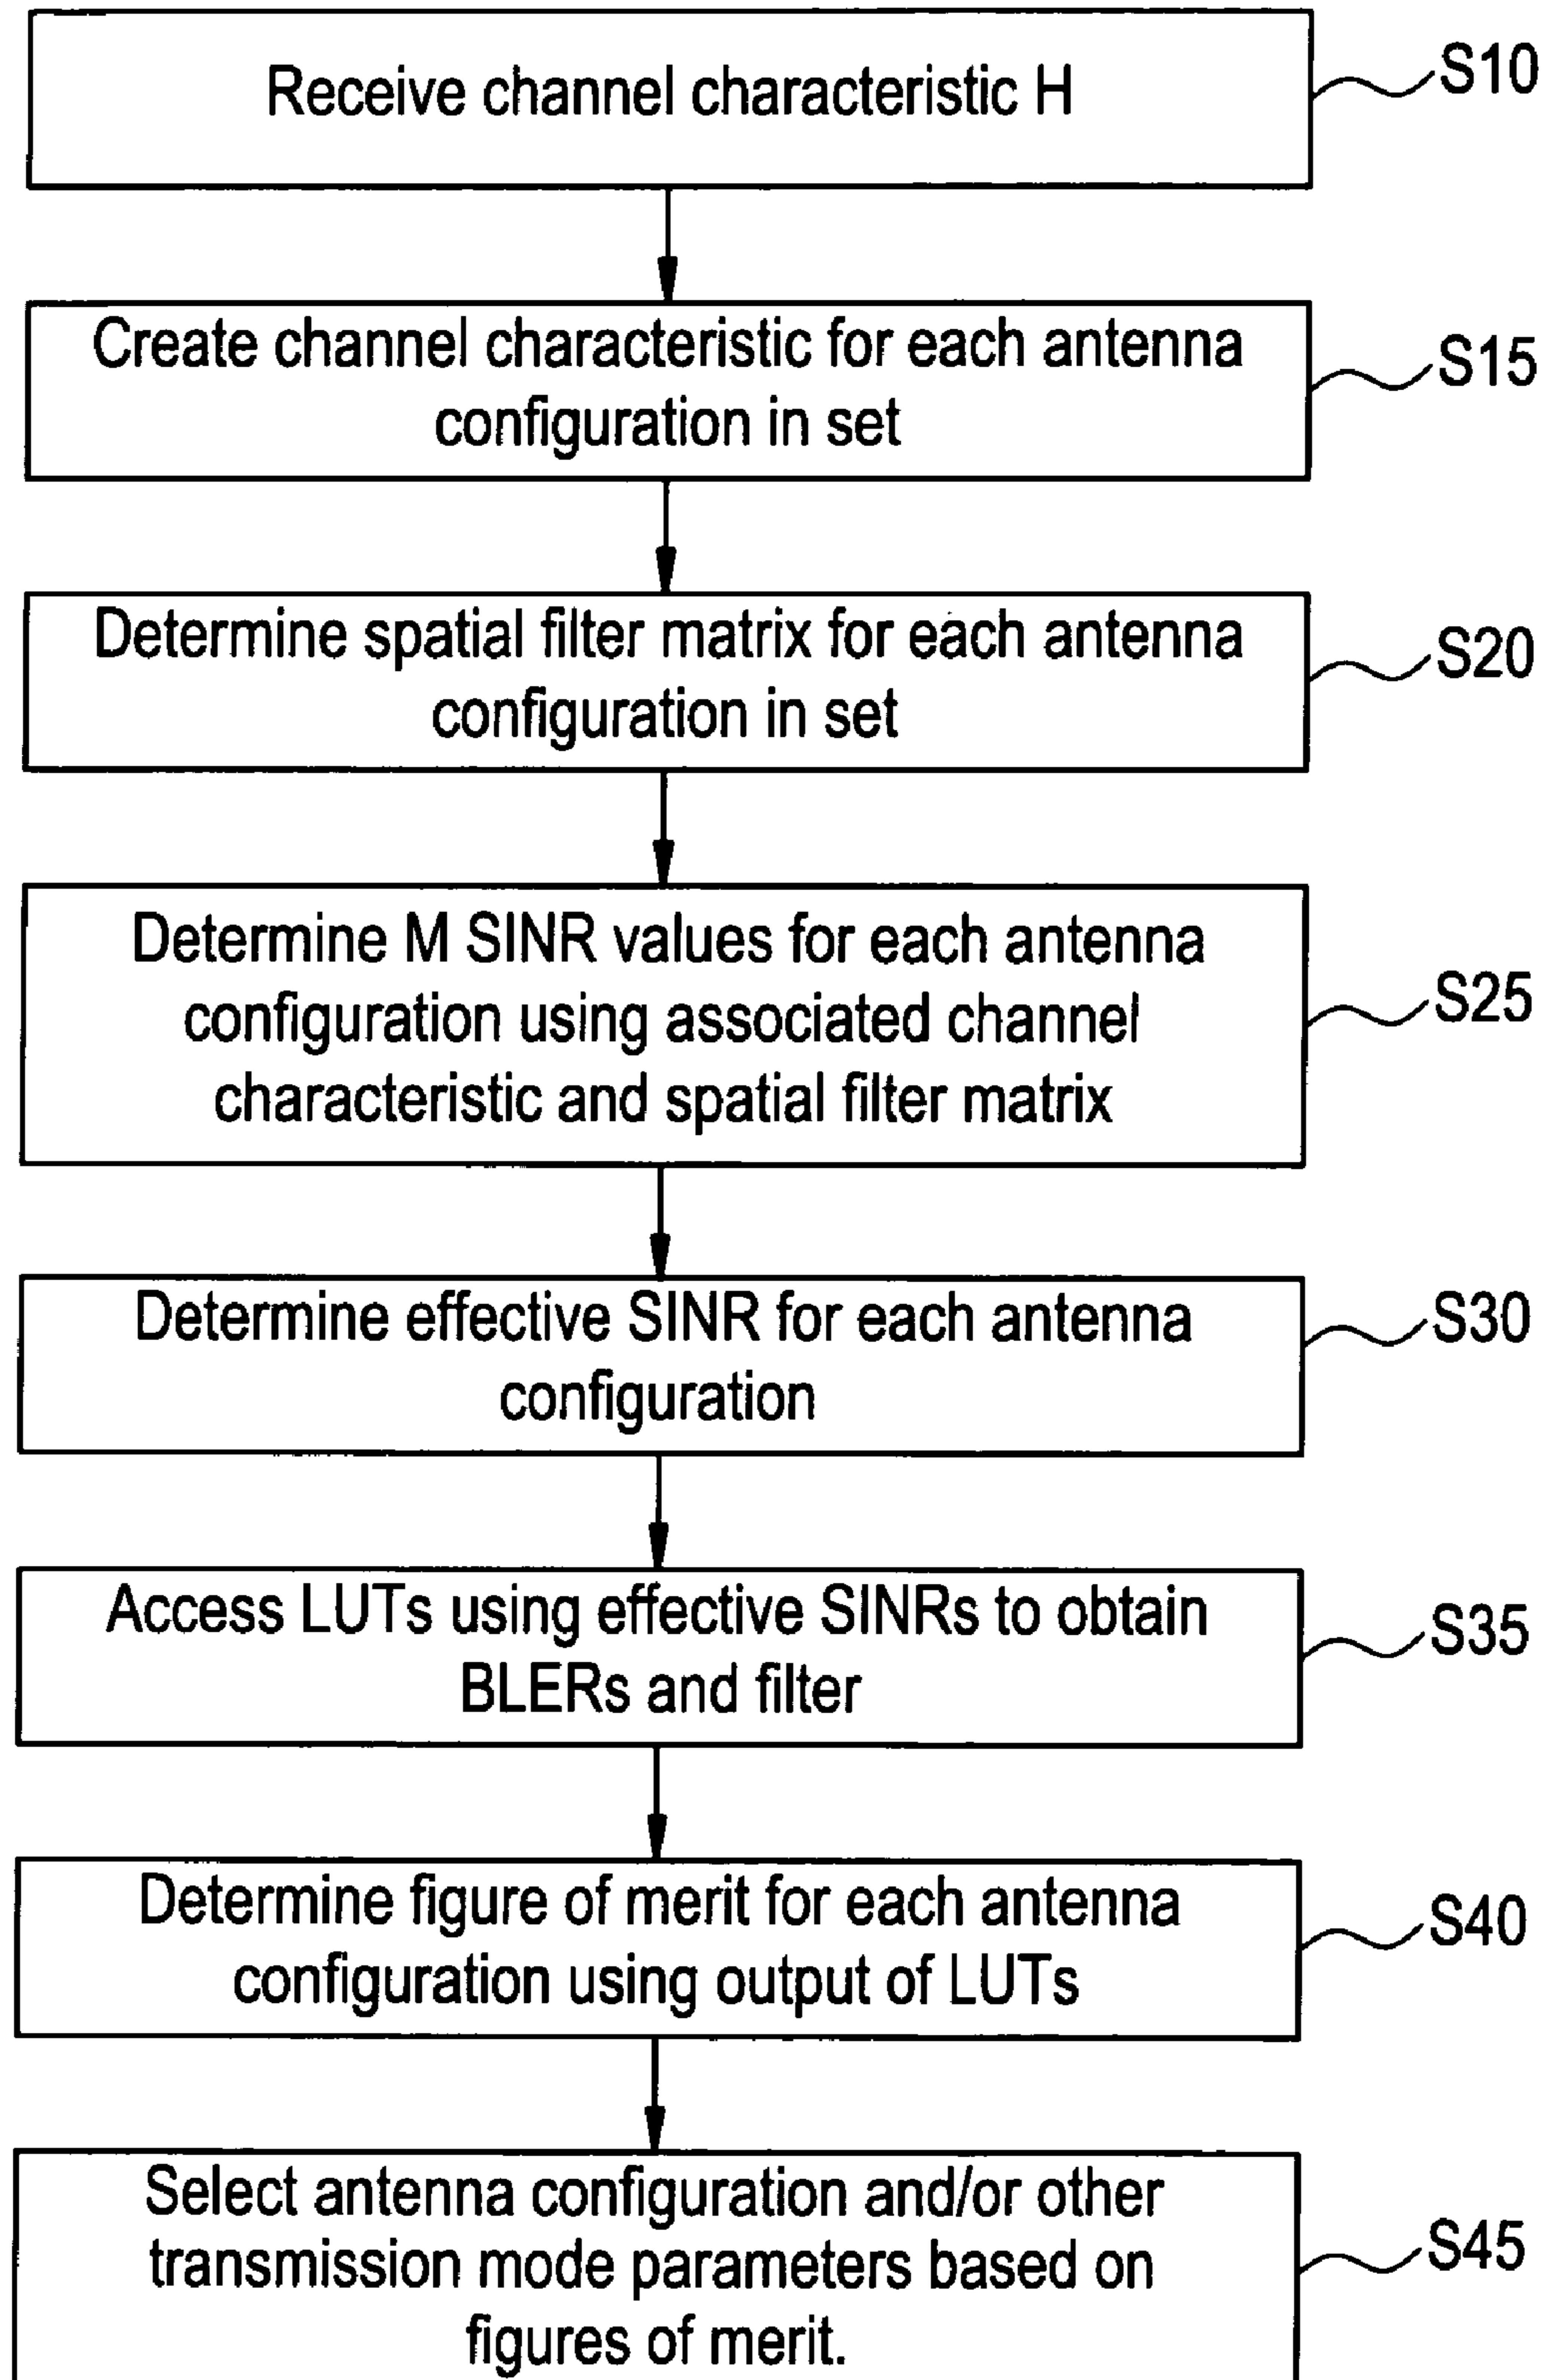 Receive channel characteristic H
S10
Create channel characteristic for each antenna
configuration in set
S15
Determine spatial filter matrix for each antenna
configuration in set
S20
Determine M SINR values for each antenna
configuration using associated channel
characteristic and spatial filter matrix
S25
Determine effective SINR for each antenna
configuration
S30
Access LUTs using effective SINRs to obtain
BLERs and filter
S35
Determine figure of merit for each antenna
configuration using output of LUTs
S40
Select antenna configuration and/or other
transmission mode parameters based on
figures of merit.
S45